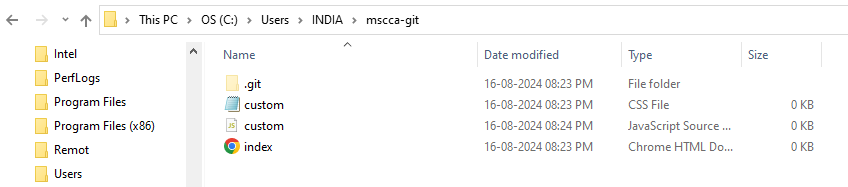 This PC > OS (C:) > Users > INDIA > mscca-git
Intel
PerfLogs
Program Files
Program Files (x86)
Remot
Users
Name Date modified Type Size
.git 16-08-2024 08:23 PM File folder
custom 16-08-2024 08:23 PM CSS File 0 KB
custom 16-08-2024 08:24 PM JavaScript Source ... 0 KB
index 16-08-2024 08:23 PM Chrome HTML Do... 0 KB